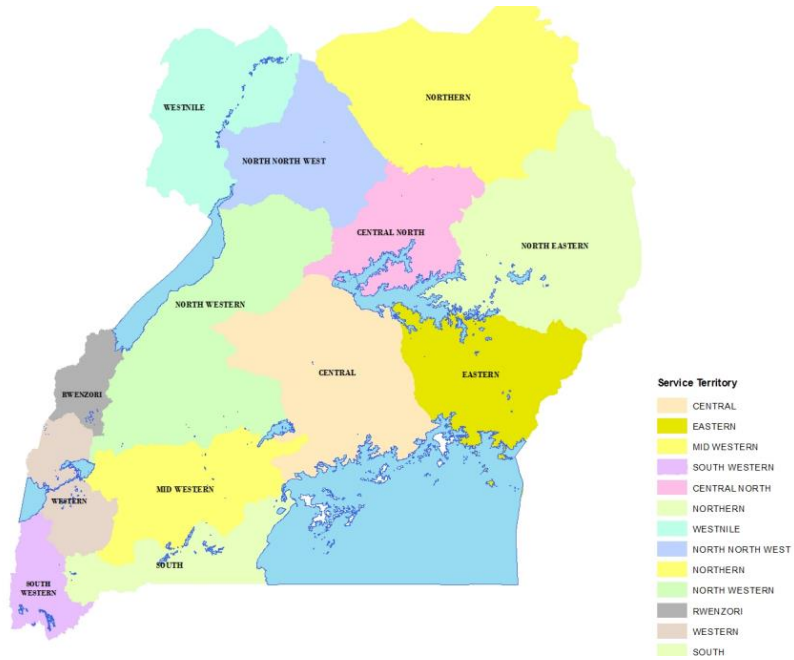 NORTHERN
WESTNILE
NORTH NORTH WEST
CENTRAL NORTH
NORTH EASTERN
NORTH WESTERN
CENTRAL
EASTERN
RWENZORI
MID WESTERN
WESTERN
SOUTH
SOUTH
WESTERN
Service Territory
CENTRAL
EASTERN
MID WESTERN
SOUTH WESTERN
CENTRAL NORTH
NORTHERN
WESTNILE
NORTH NORTH WEST
NORTHERN
NORTH WESTERN
RWENZORI
WESTERN
SOUTH